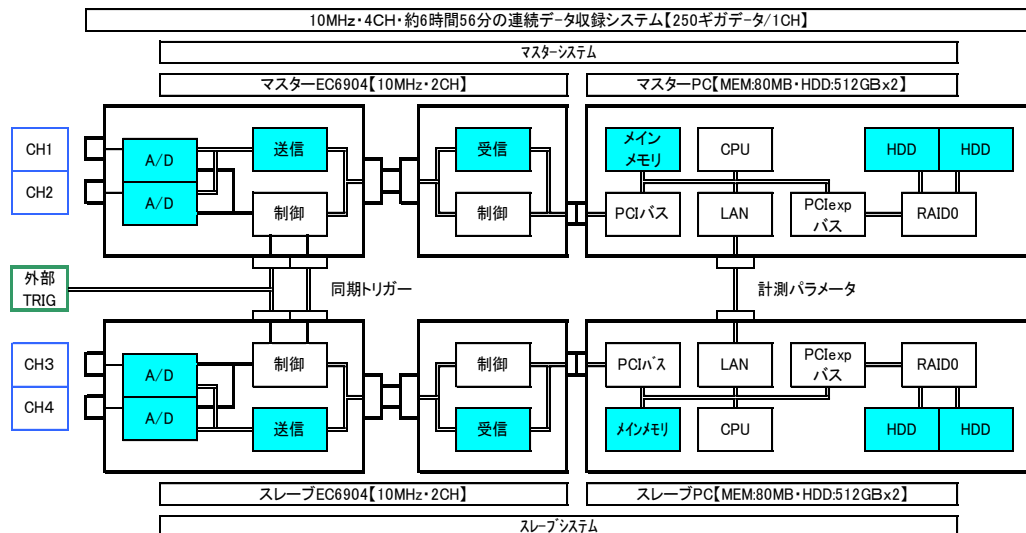 10MHz・4CH・約6時間56分の連続データ収録システム【250ギガデータ/1CH】
マスターシステム
マスターEC6904【10MHz・2CH】
マスターPC【MEM:80MB・HDD:512GBx2】
CH1
CH2
A/D
A/D
送信
制御
受信
制御
メイン
メモリ
CPU
HDD
HDD
PCIバス
LAN
PCIexp
バス
RAID0
外部
TRIG
同期トリガー
計測パラメータ
CH3
CH4
A/D
A/D
制御
送信
制御
受信
PCIバス
LAN
PCIexp
バス
RAID0
メインメモリ
CPU
HDD
HDD
スレーブEC6904【10MHz・2CH】
スレーブPC【MEM:80MB・HDD:512GBx2】
スレーブシステム